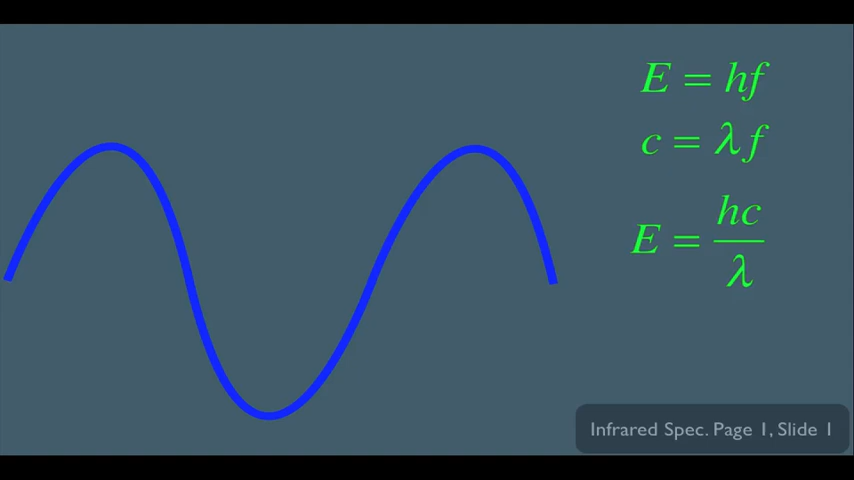 E = hf
c = λf
E = hc/λ
Infrared Spec. Page 1, Slide 1